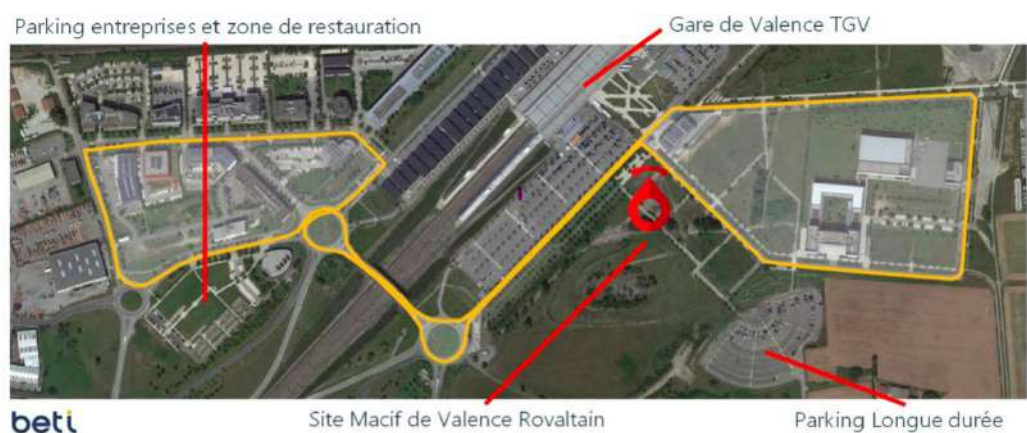 Parking entreprises et zone de restauration
Gare de Valence TGV
beti
Site Macif de Valence Rovaltain
Parking Longue durée